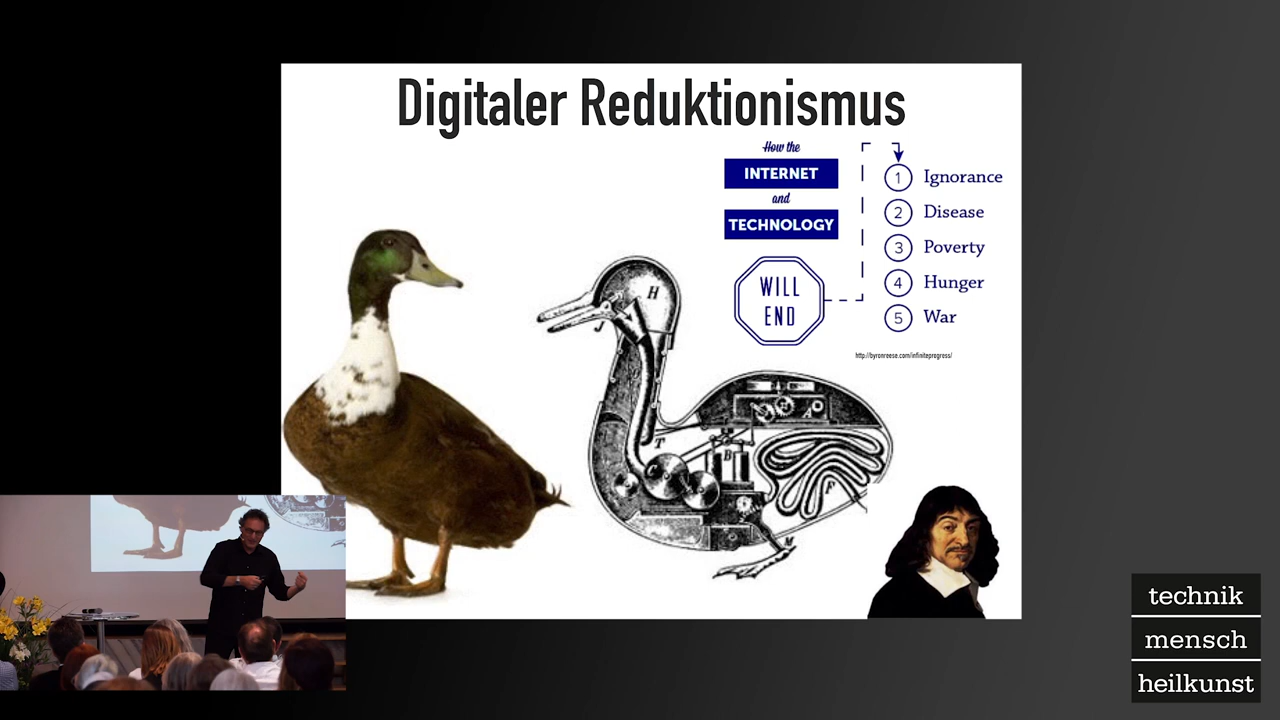 Digitaler Reduktionismus
How the
INTERNET
and
TECHNOLOGY
WILL
END
1 Ignorance
2 Disease
3 Poverty
4 Hunger
5 War
http://byronreese.com/infiniteprogress/
H
J
A
T
B
C
F
M
technik
mensch
heilkunst